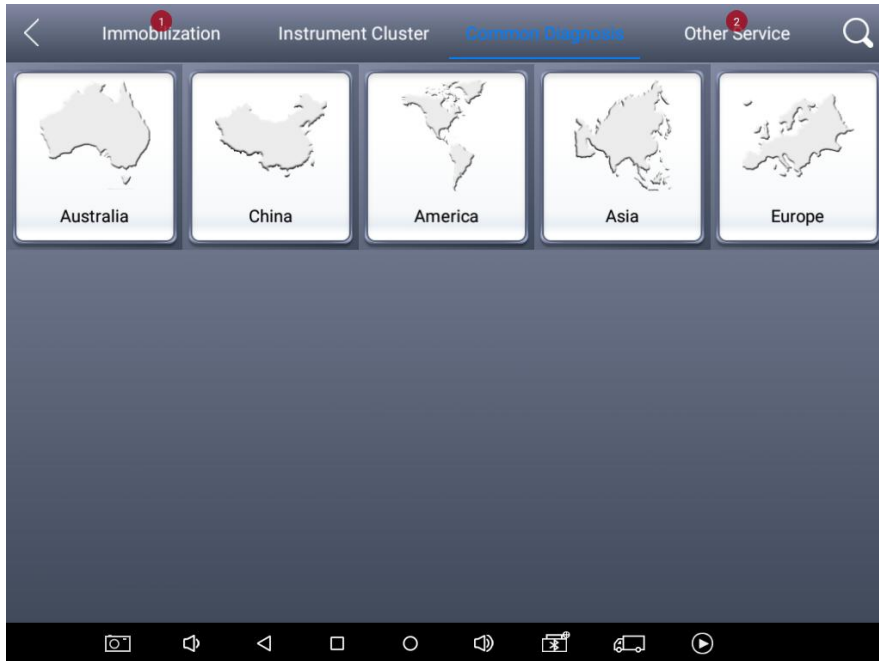 1 2
Immobilization Instrument Cluster Common Diagnosis Other Service
Australia China America Asia Europe